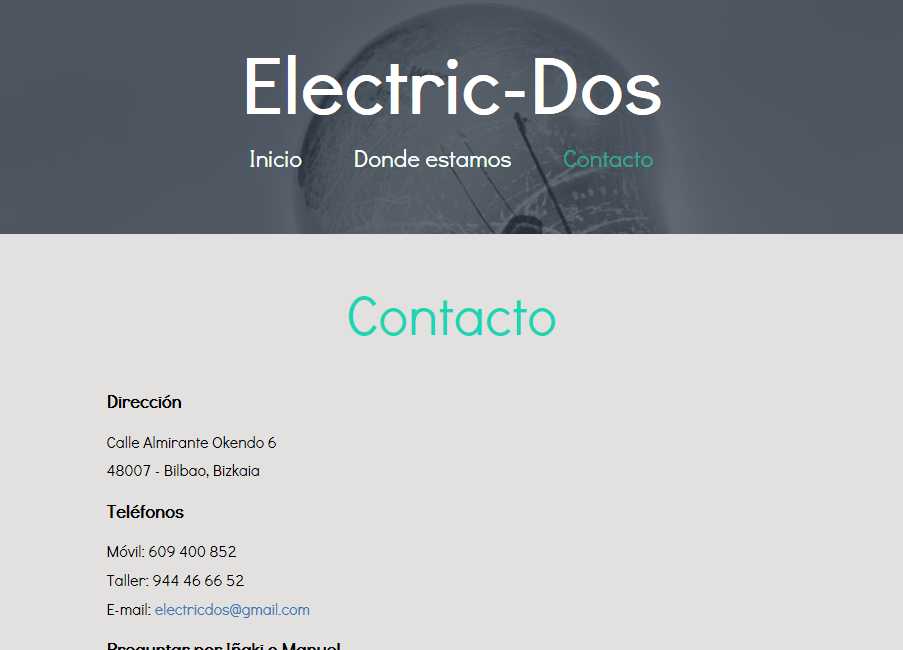 Electric-Dos
Inicio Donde estamos Contacto
Contacto
Dirección
Calle Almirante Okendo 6
48007 - Bilbao, Bizkaia
Teléfonos
Móvil: 609 400 852
Taller: 944 46 66 52
E-mail: electricdos@gmail.com
Preguntar por Iñaki o Manuel